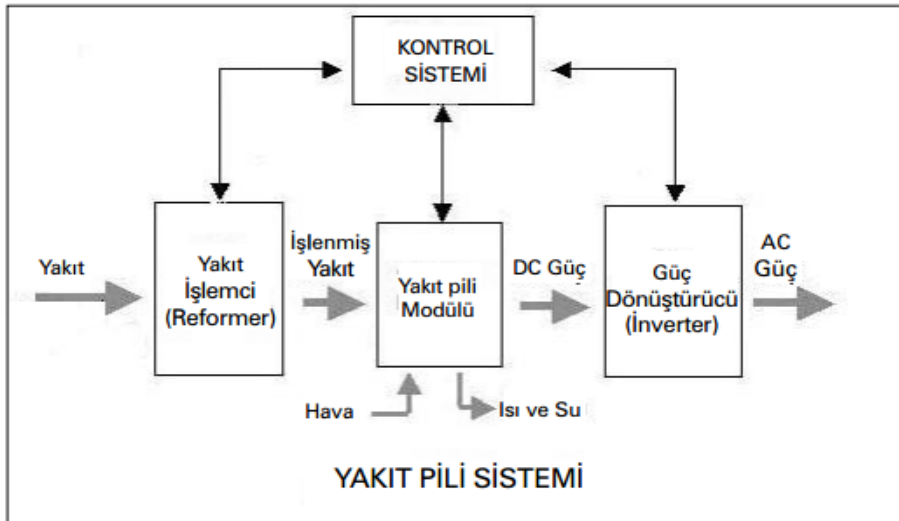 KONTROL
SİSTEMİ
Yakıt
Yakıt
İşlemci
(Reformer)
İşlenmiş
Yakıt
Yakıt pili
Modülü
DC Güç
Güç
Dönüştürücü
(İnverter)
AC
Güç
Hava
Isı ve Su
YAKIT PİLİ SİSTEMİ